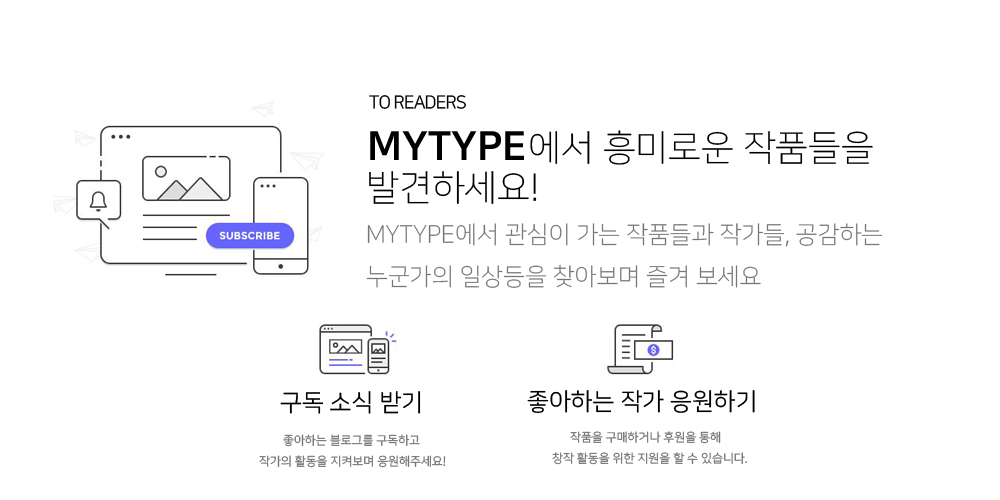 TO READERS
MYTYPE에서 흥미로운 작품들을
발견하세요!
MYTYPE에서 관심이 가는 작품들과 작가들, 공감하는
누군가의 일상등을 찾아보며 즐겨 보세요
SUBSCRIBE
구독 소식 받기
좋아하는 블로그를 구독하고
작가의 활동을 지켜보며 응원해주세요!
$
좋아하는 작가 응원하기
작품을 구매하거나 후원을 통해
창작 활동을 위한 지원을 할 수 있습니다.